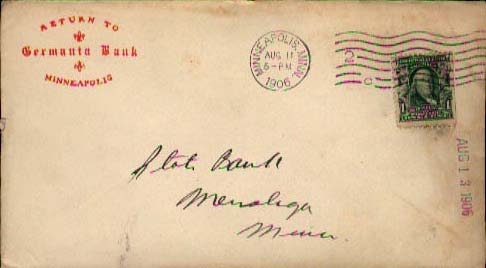 RETURN TO
Germania Bank
MINNEAPOLIS
MINNEAPOLIS, MINN.
AUG 11
6-PM
1906
1
AUG 13 1906
State Bank
Menahga
Minn.